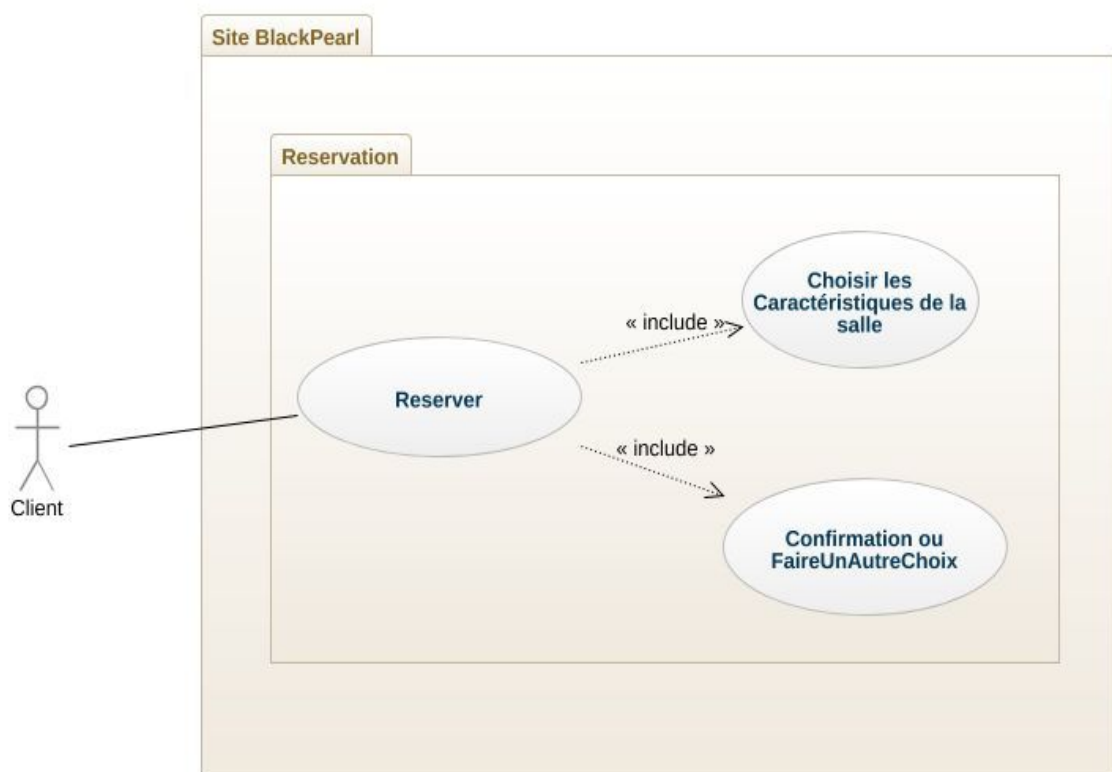 Site BlackPearl
Reservation
Choisir les
Caractéristiques de la
salle
« include »
Reserver
« include »
Client
Confirmation ou
FaireUnAutreChoix